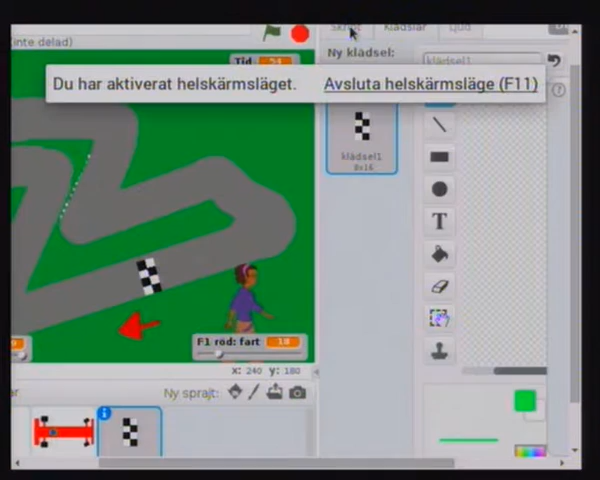 (inte delad)
Skript Klädslar Ljud
Ny klädsel:
klädsel1
Tid
Du har aktiverat helskärmsläget. Avsluta helskärmsläge (F11)
klädsel1
8x16
T
F1 röd: fart 18
x: 240 y: 180
Ny sprajt: